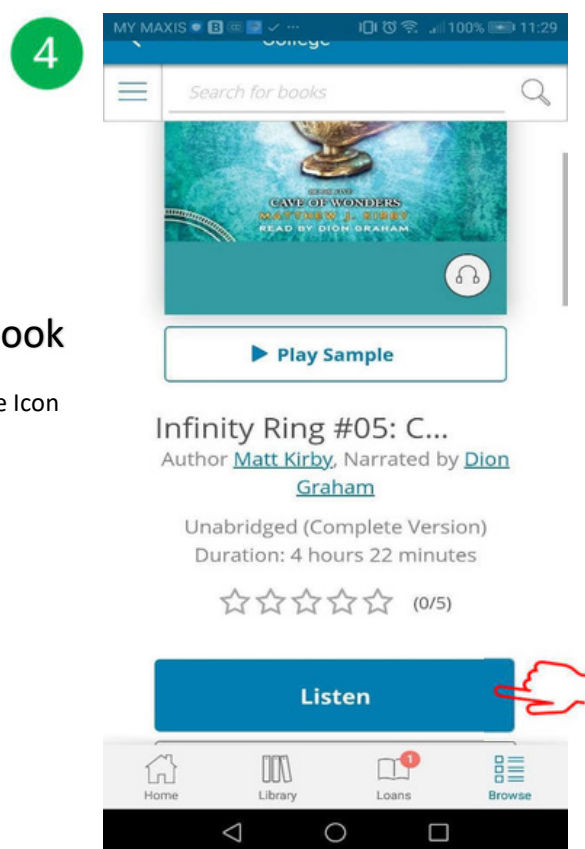 4
MY MAXIS B 100% 11:29
College
Search for books
CAVE OF WONDERS
MATTHEW J. KIRBY
READ BY DION GRAHAM
ook
e Icon
Play Sample
Infinity Ring #05: C...
Author Matt Kirby, Narrated by Dion
Graham
Unabridged (Complete Version)
Duration: 4 hours 22 minutes
(0/5)
Listen
1
Home Library Loans Browse